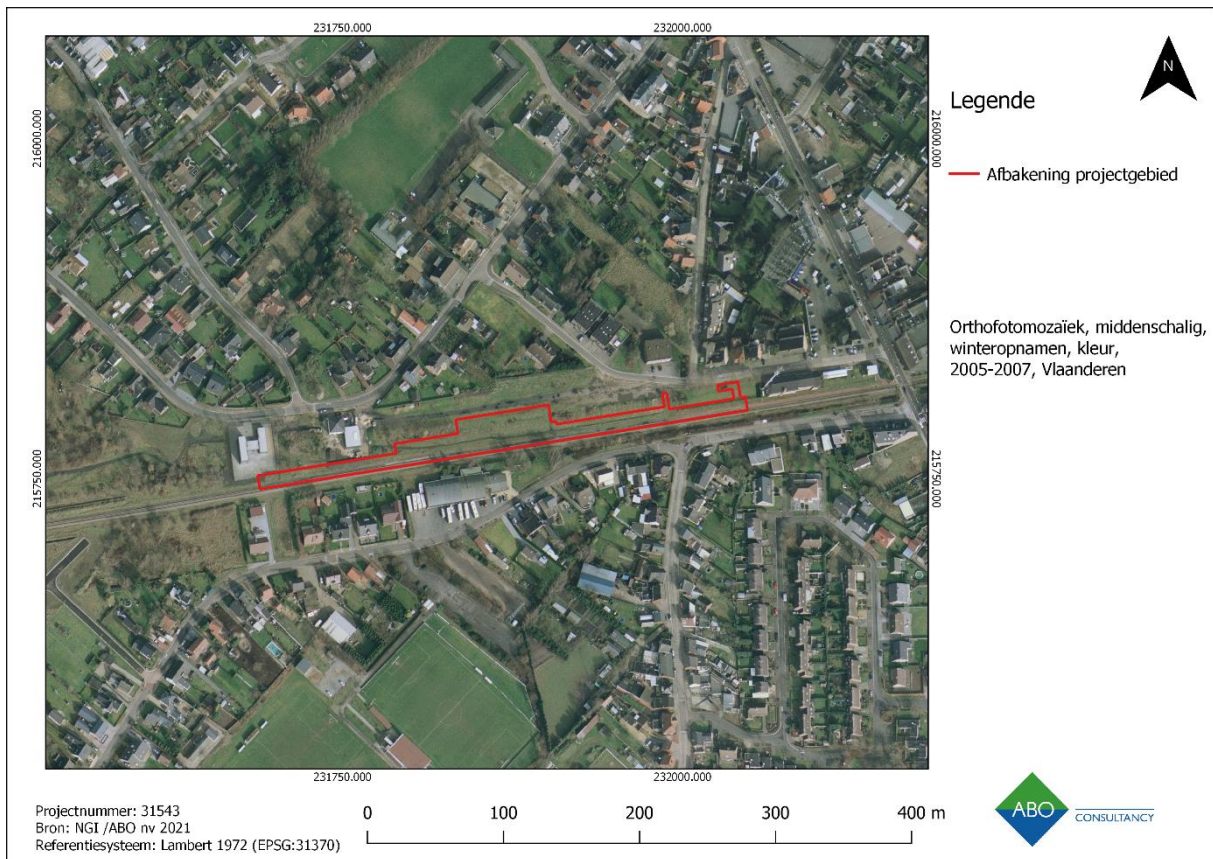 231750.000
232000.000
N
216000.000
216000.000
Legende
Afbakening projectgebied
Orthofotomozaïek, middenschalig,
winteropnamen, kleur,
2005-2007, Vlaanderen
215750.000
215750.000
231750.000
232000.000
Projectnummer: 31543
Bron: NGI /ABO nv 2021
Referentiesysteem: Lambert 1972 (EPSG:31370)
0 100 200 300 400 m
ABO
CONSULTANCY